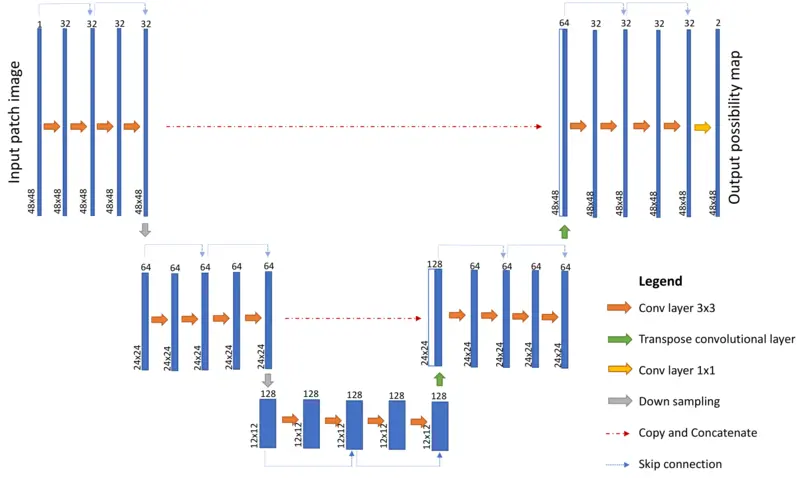 1 32 32 32 32
64 32 32 32 32 2
Input patch image
48x48 48x48 48x48 48x48 48x48
48x48 48x48 48x48 48x48 48x48 48x48
Output possibility map
64 64 64 64 64
128 64 64 64 64
24x24 24x24 24x24 24x24 24x24
24x24 24x24 24x24 24x24 24x24
128 128 128 128 128
12x12 12x12 12x12 12x12 12x12
Legend
Conv layer 3x3
Transpose convolutional layer
Conv layer 1x1
Down sampling
Copy and Concatenate
Skip connection